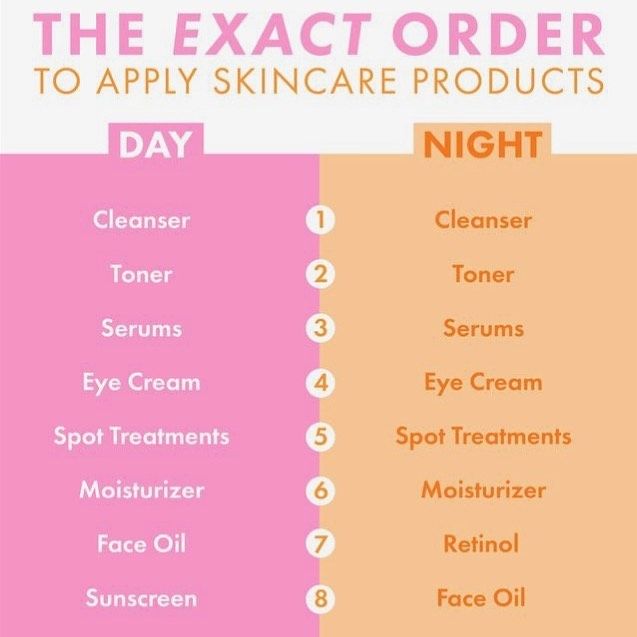 THE EXACT ORDER
TO APPLY SKINCARE PRODUCTS
DAY NIGHT
Cleanser 1 Cleanser
Toner 2 Toner
Serums 3 Serums
Eye Cream 4 Eye Cream
Spot Treatments 5 Spot Treatments
Moisturizer 6 Moisturizer
Face Oil 7 Retinol
Sunscreen 8 Face Oil